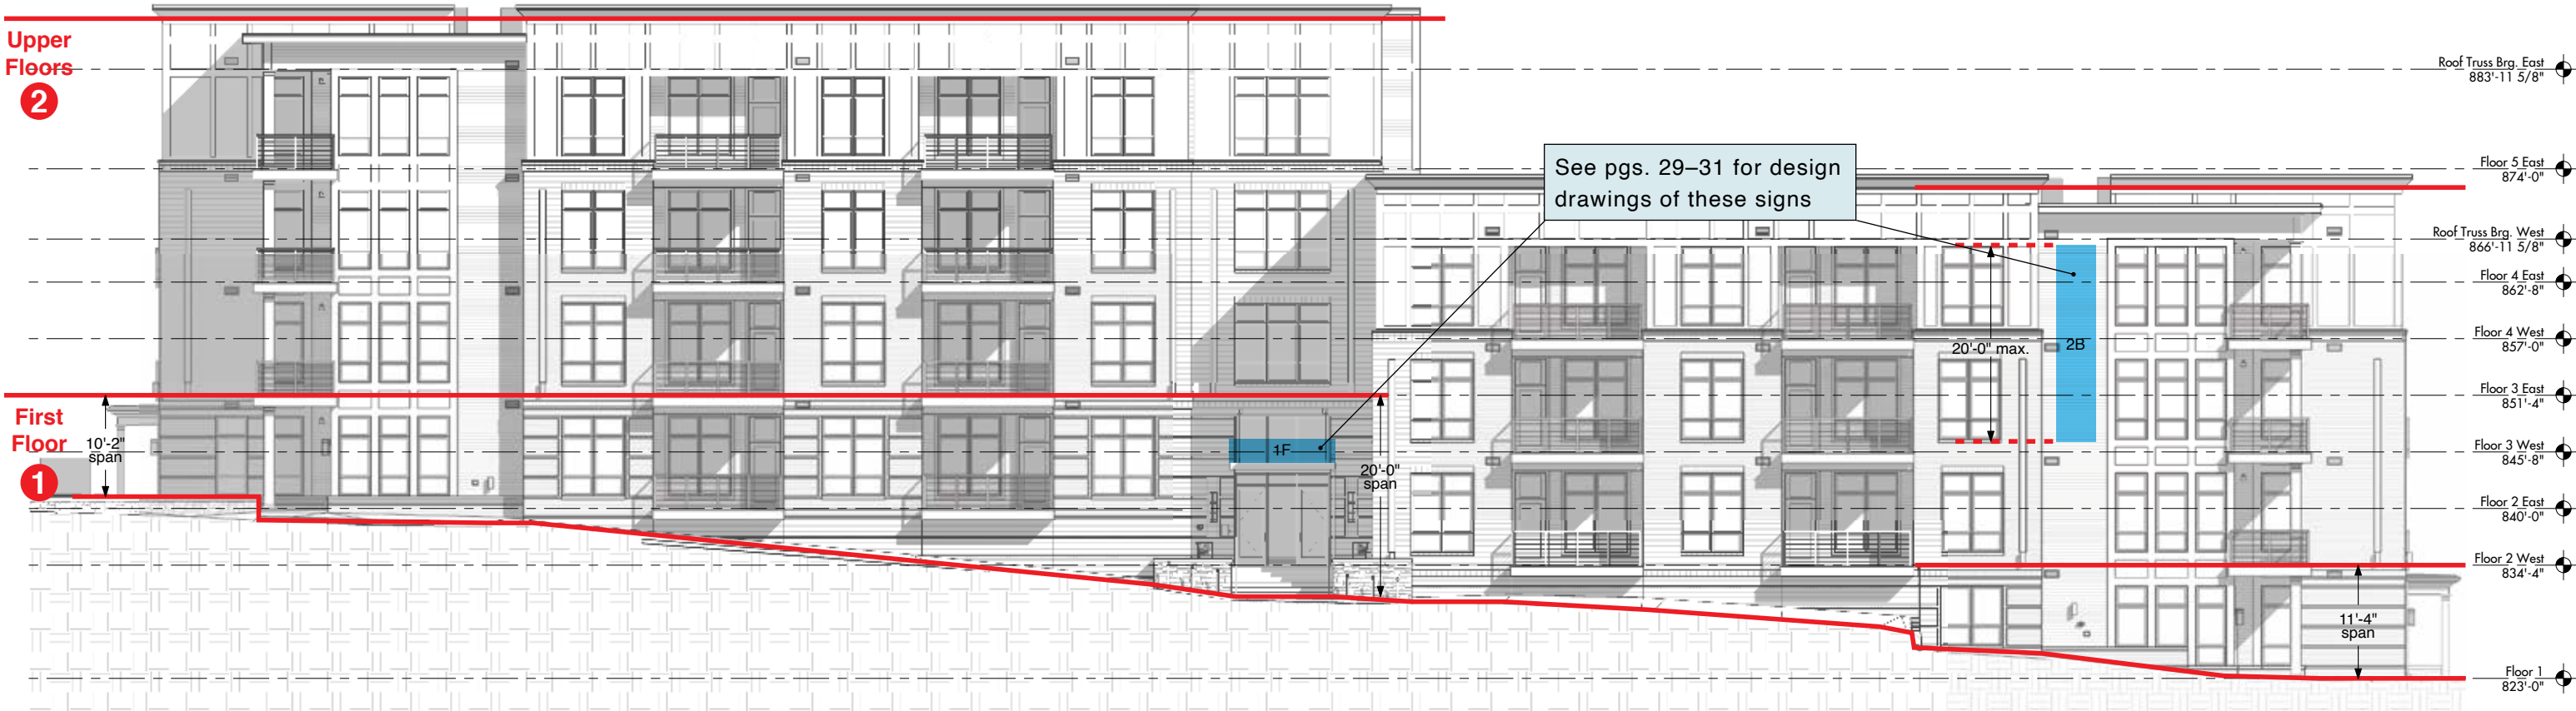 Upper
Floors
2
See pgs. 29–31 for design
drawings of these signs
First
Floor
1
10'-2"
span
1F
20'-0"
span
20'-0" max.
2B
11'-4"
span
Roof Truss Brg. East
883'-11 5/8"
Floor 5 East
874'-0"
Roof Truss Brg. West
866'-11 5/8"
Floor 4 East
862'-8"
Floor 4 West
857'-0"
Floor 3 East
851'-4"
Floor 3 West
845'-8"
Floor 2 East
840'-0"
Floor 2 West
834'-4"
Floor 1
823'-0"